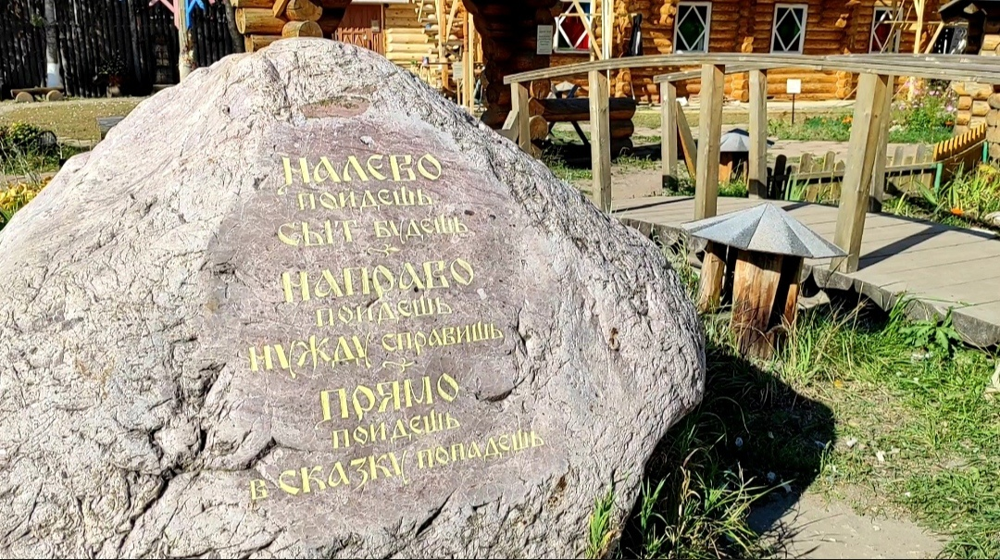 НАЛЕВО
ПОЙДЕШЬ
СЫТ БУДЕШЬ
НАПРАВО
ПОЙДЕШЬ
НУЖДУ СПРАВИШЬ
ПРЯМО
ПОЙДЕШЬ
В СКАЗКУ ПОПАДЕШЬ